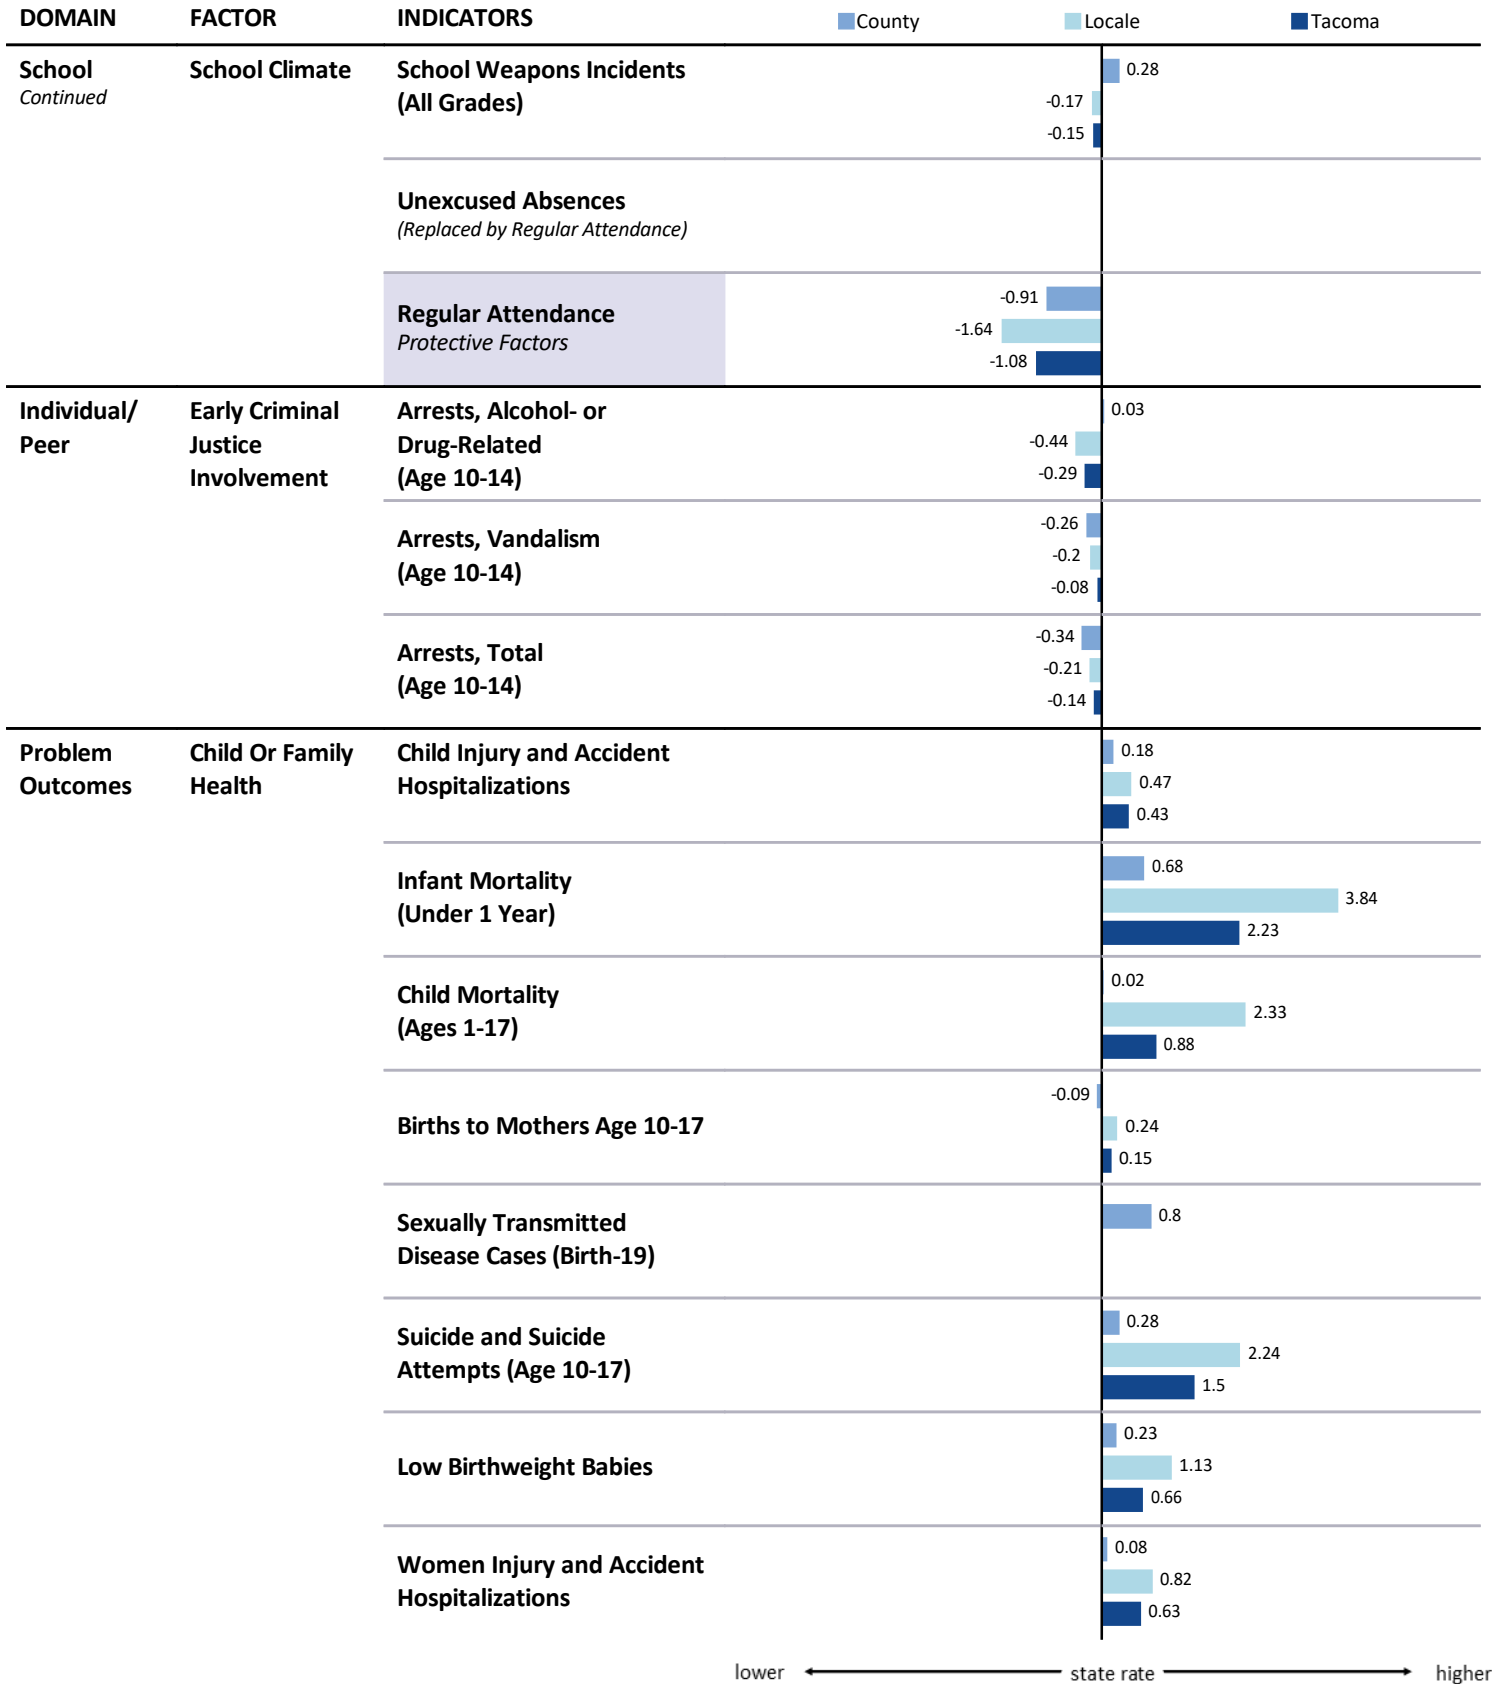 DOMAIN FACTOR INDICATORS County Locale Tacoma
School School Climate School Weapons Incidents 0.28
Continued
(All Grades) -0.17
-0.15
Unexcused Absences
(Replaced by Regular Attendance)
-0.91
Regular Attendance
-1.64
Protective Factors
-1.08
Individual/ Early Criminal Arrests, Alcohol- or 0.03
Peer Justice Drug-Related -0.44
Involvement (Age 10-14) -0.29
-0.26
Arrests, Vandalism
-0.2
(Age 10-14)
-0.08
-0.34
Arrests, Total
-0.21
(Age 10-14)
-0.14
Problem Child Or Family Child Injury and Accident 0.18
Outcomes Health Hospitalizations 0.47
0.43
0.68
Infant Mortality
3.84
(Under 1 Year)
2.23
0.02
Child Mortality
2.33
(Ages 1-17)
0.88
-0.09
Births to Mothers Age 10-17 0.24
0.15
Sexually Transmitted 0.8
Disease Cases (Birth-19)
0.28
Suicide and Suicide
2.24
Attempts (Age 10-17)
1.5
0.23
Low Birthweight Babies 1.13
0.66
0.08
Women Injury and Accident
0.82
Hospitalizations
0.63
lower state rate higher